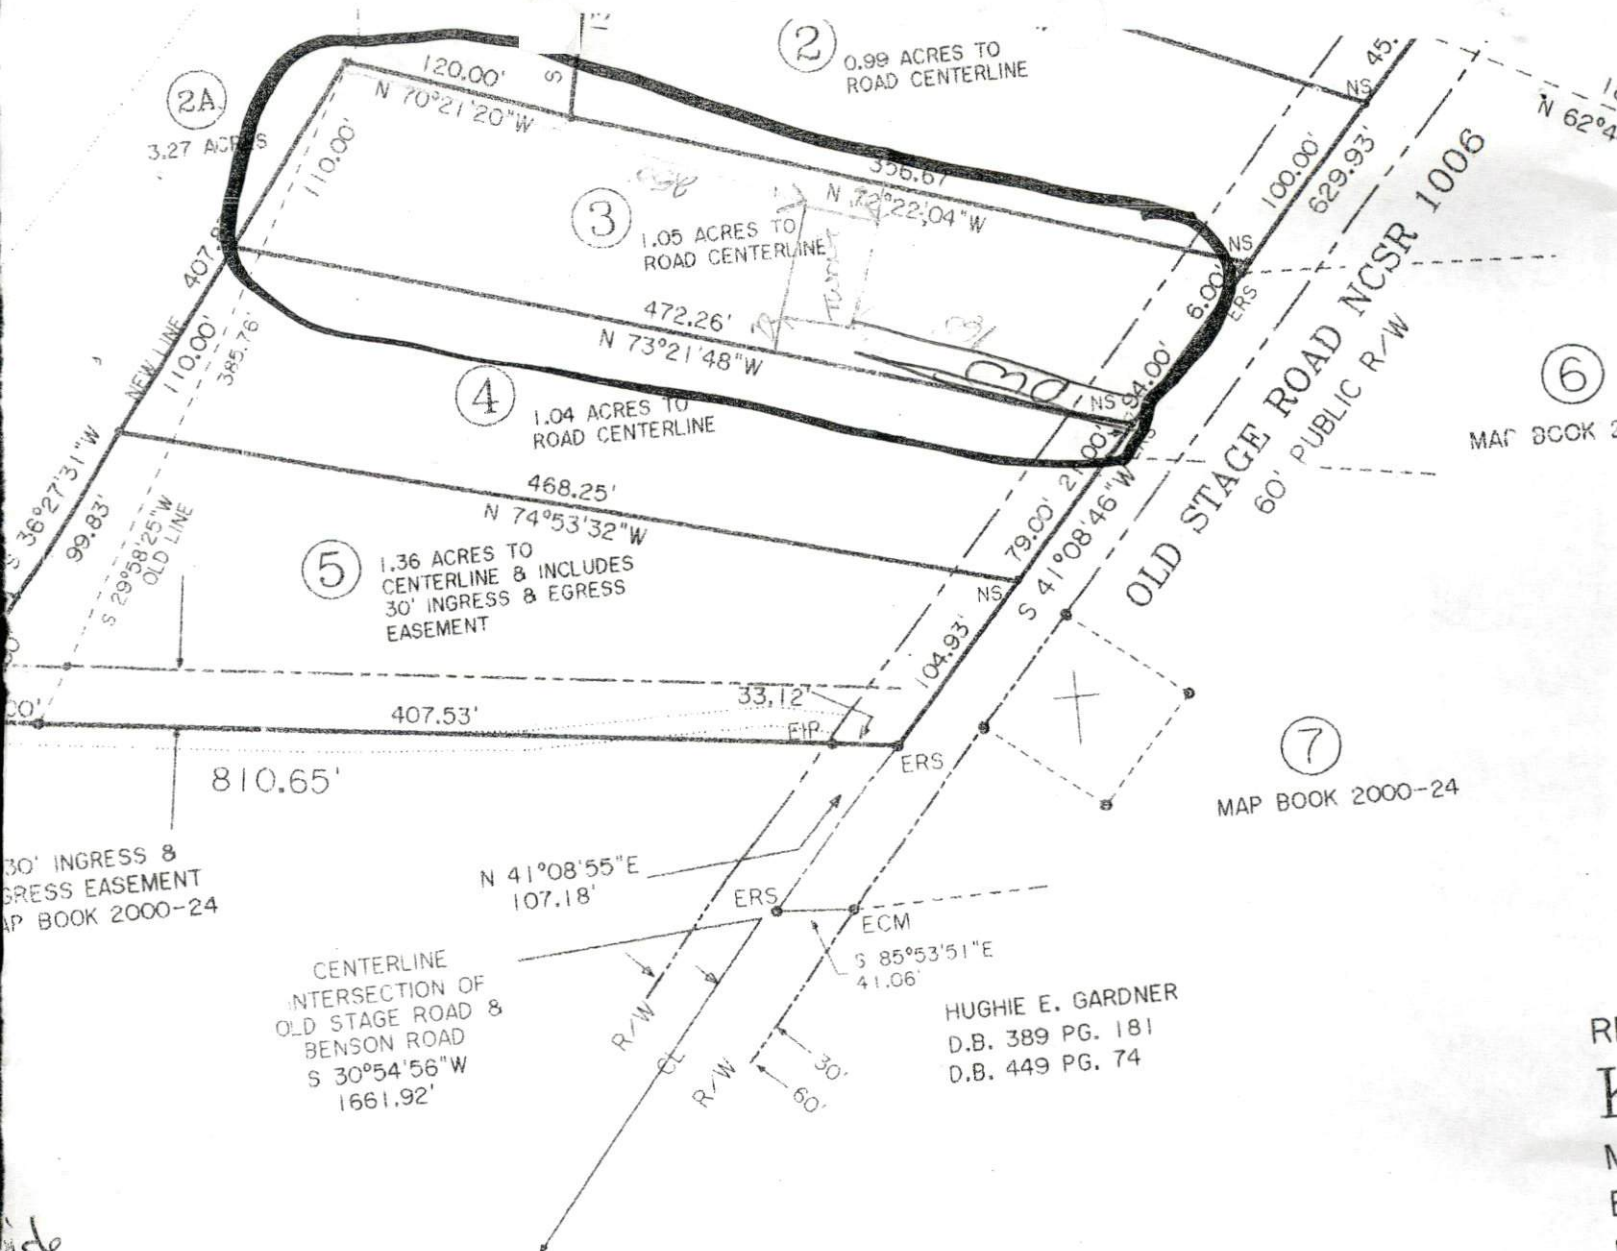 2
0.99 ACRES TO
ROAD CENTERLINE
45.
NS
N 62°4
2A
3.27 ACRES
120.00'
N 70°21'20"W
S
110.00'
356.67
N 72°22'04"W
100.00'
629.93'
3
1.05 ACRES TO
ROAD CENTERLINE
NS
6.00'
ERS
OLD STAGE ROAD NCSR 1006
60' PUBLIC R/W
472.26'
N 73°21'48"W
30
NS
94.00'
21.00'
6
MAP BOOK 2
407.
NEW LINE
110.00'
385.76'
4
1.04 ACRES TO
ROAD CENTERLINE
S 36°27'31"W
99.83'
S 29°58'25"W
OLD LINE
468.25'
N 74°53'32"W
79.00'
S 41°08'46"W
NS
5
1.36 ACRES TO
CENTERLINE & INCLUDES
30' INGRESS & EGRESS
EASEMENT
104.93'
33.12'
407.53'
EIP
ERS
810.65'
7
MAP BOOK 2000-24
30' INGRESS &
GRESS EASEMENT
AP BOOK 2000-24
N 41°08'55"E
107.18'
ERS
ECM
S 85°53'51"E
41.06'
CENTERLINE
INTERSECTION OF
OLD STAGE ROAD &
BENSON ROAD
S 30°54'56"W
1661.92'
R/W
CL
R/W
30'
60'
HUGHIE E. GARDNER
D.B. 389 PG. 181
D.B. 449 PG. 74